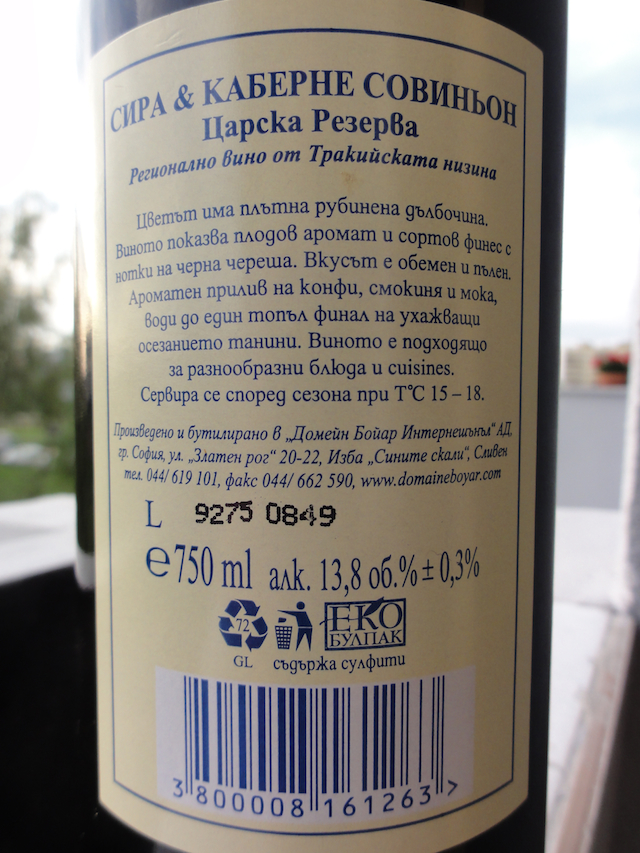 СИРА & КАБЕРНЕ СОВИНЬОН
Царска Резерва
Регионално вино от Тракийската низина
Цветът има плътна рубинена дълбочина.
Виното показва плодов аромат и сортов финес с
нотки на черна череша. Вкусът е обемен и пълен.
Ароматен прилив на конфи, смокиня и мока,
води до един топъл финал на ухажващи
осезанието танини. Виното е подходящо
за разнообразни блюда и cuisines.
Сервира се според сезона при T°C 15 – 18.
Произведено и бутилирано в „Домейн Бойар Интернешънъл“ АД,
гр. София, ул. „Златен рог“ 20-22, Изба „Сините скали“, Сливен
тел. 044/ 619 101, факс 044/ 662 590, www.domaineboyar.com
L 9275 0849
℮750 ml алк. 13,8 об.% ± 0,3%
72
GL
ЕКО
БУЛПАК
съдържа сулфити
3 800008 161263 >